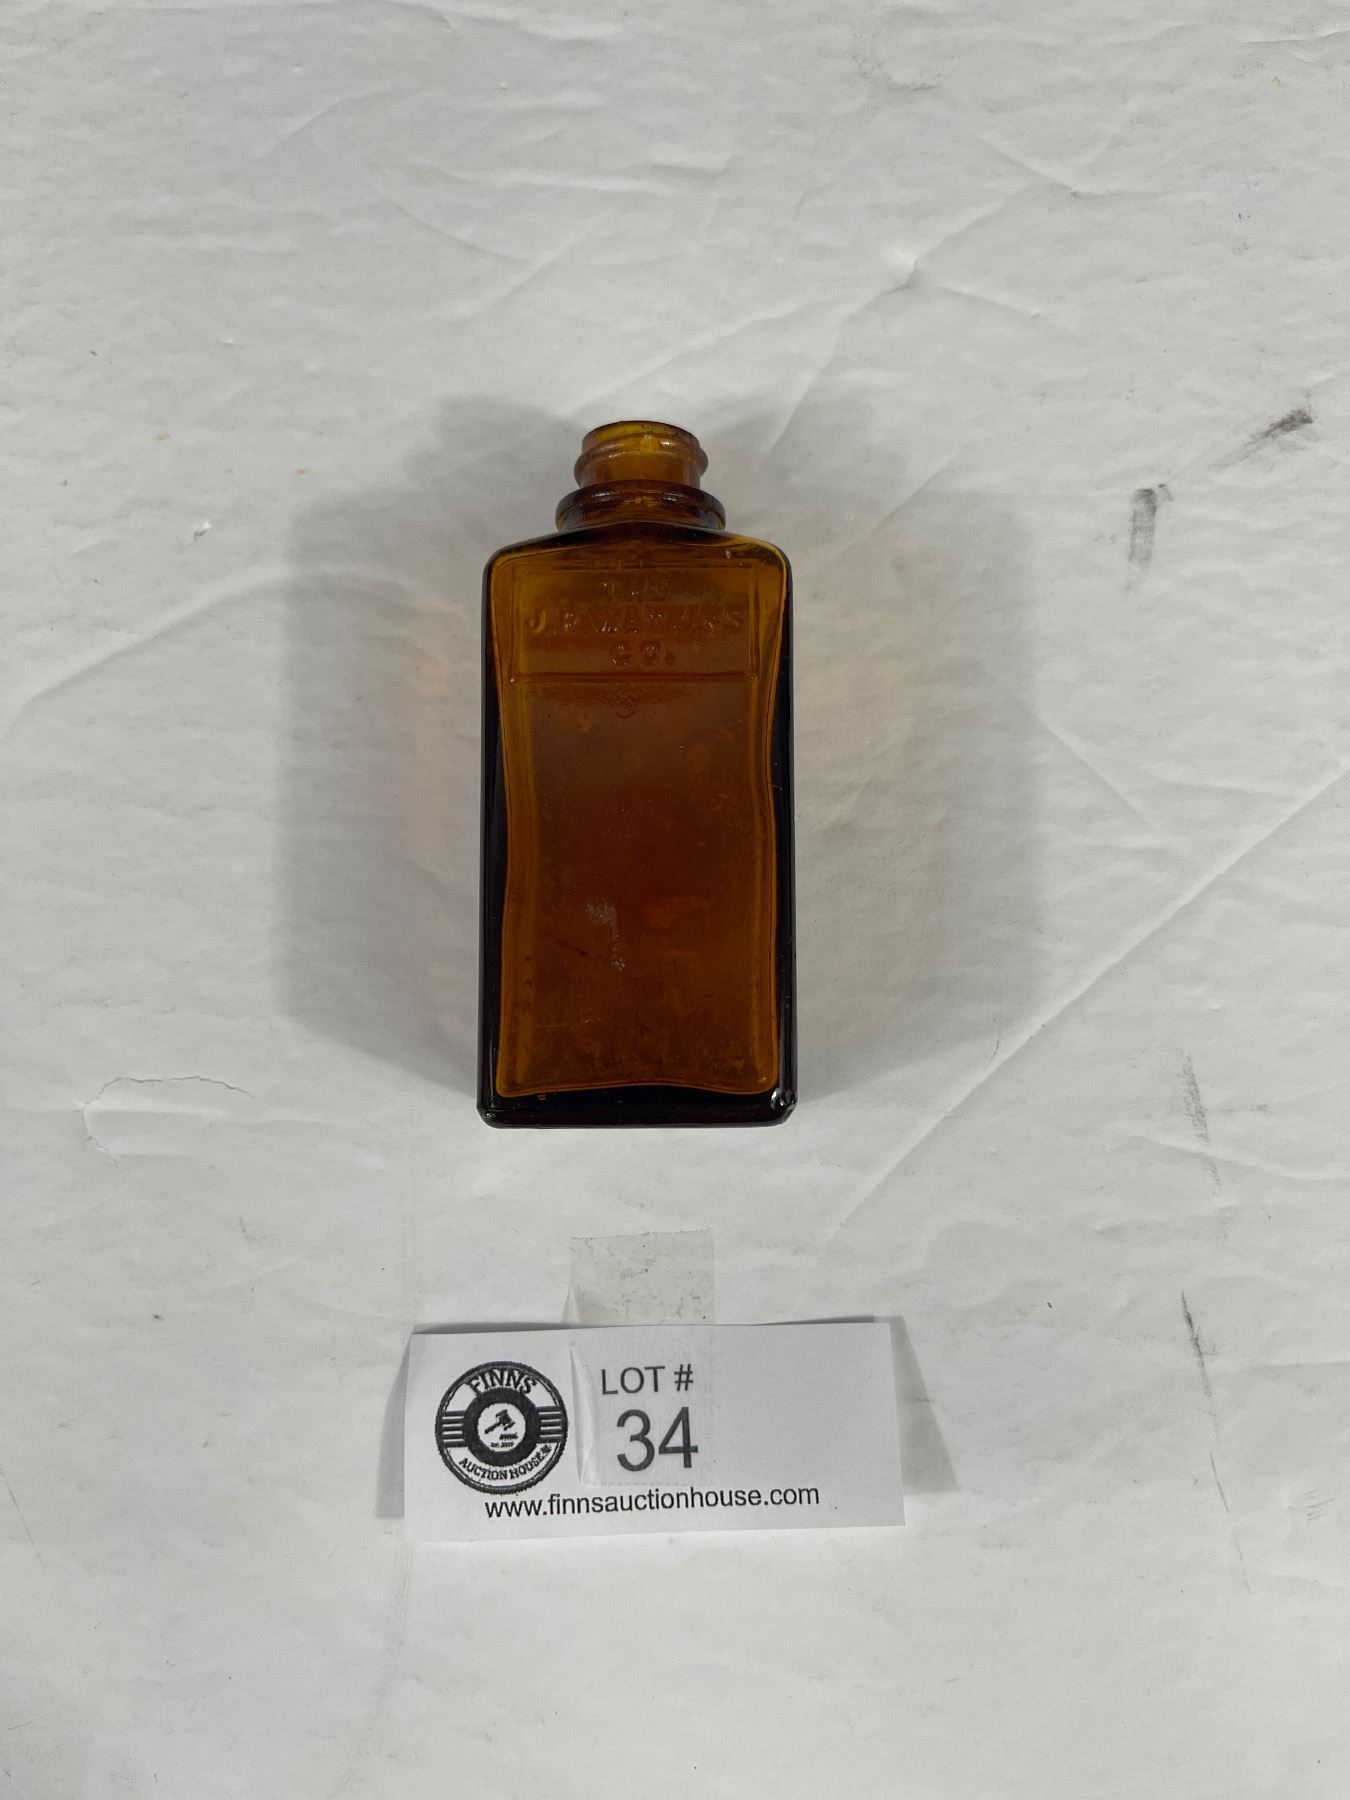 THE
J.R. WATKINS
CO.
FINNS
AUCTION HOUSE
LOT #
34
www.finnsauctionhouse.com